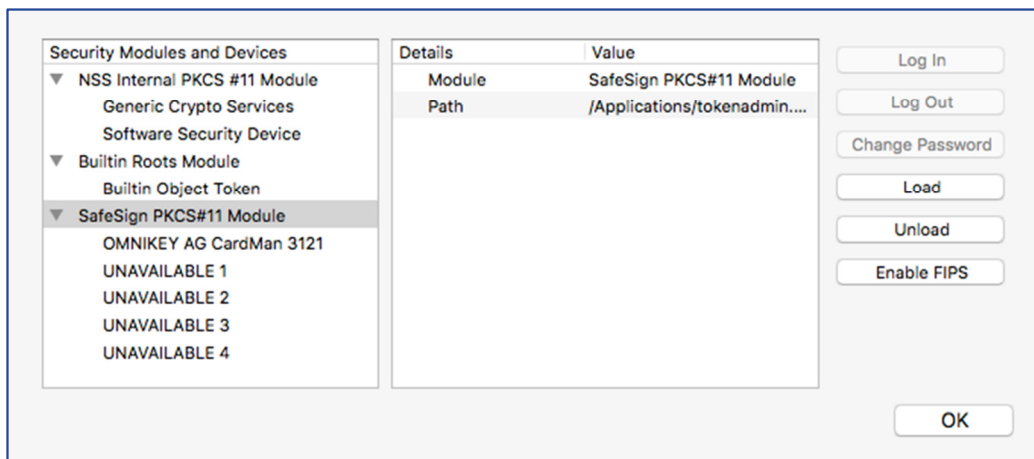 Security Modules and Devices
NSS Internal PKCS #11 Module
Generic Crypto Services
Software Security Device
Builtin Roots Module
Builtin Object Token
SafeSign PKCS#11 Module
OMNIKEY AG CardMan 3121
UNAVAILABLE 1
UNAVAILABLE 2
UNAVAILABLE 3
UNAVAILABLE 4
Details Value
Module SafeSign PKCS#11 Module
Path /Applications/tokenadmin....
Log In
Log Out
Change Password
Load
Unload
Enable FIPS
OK